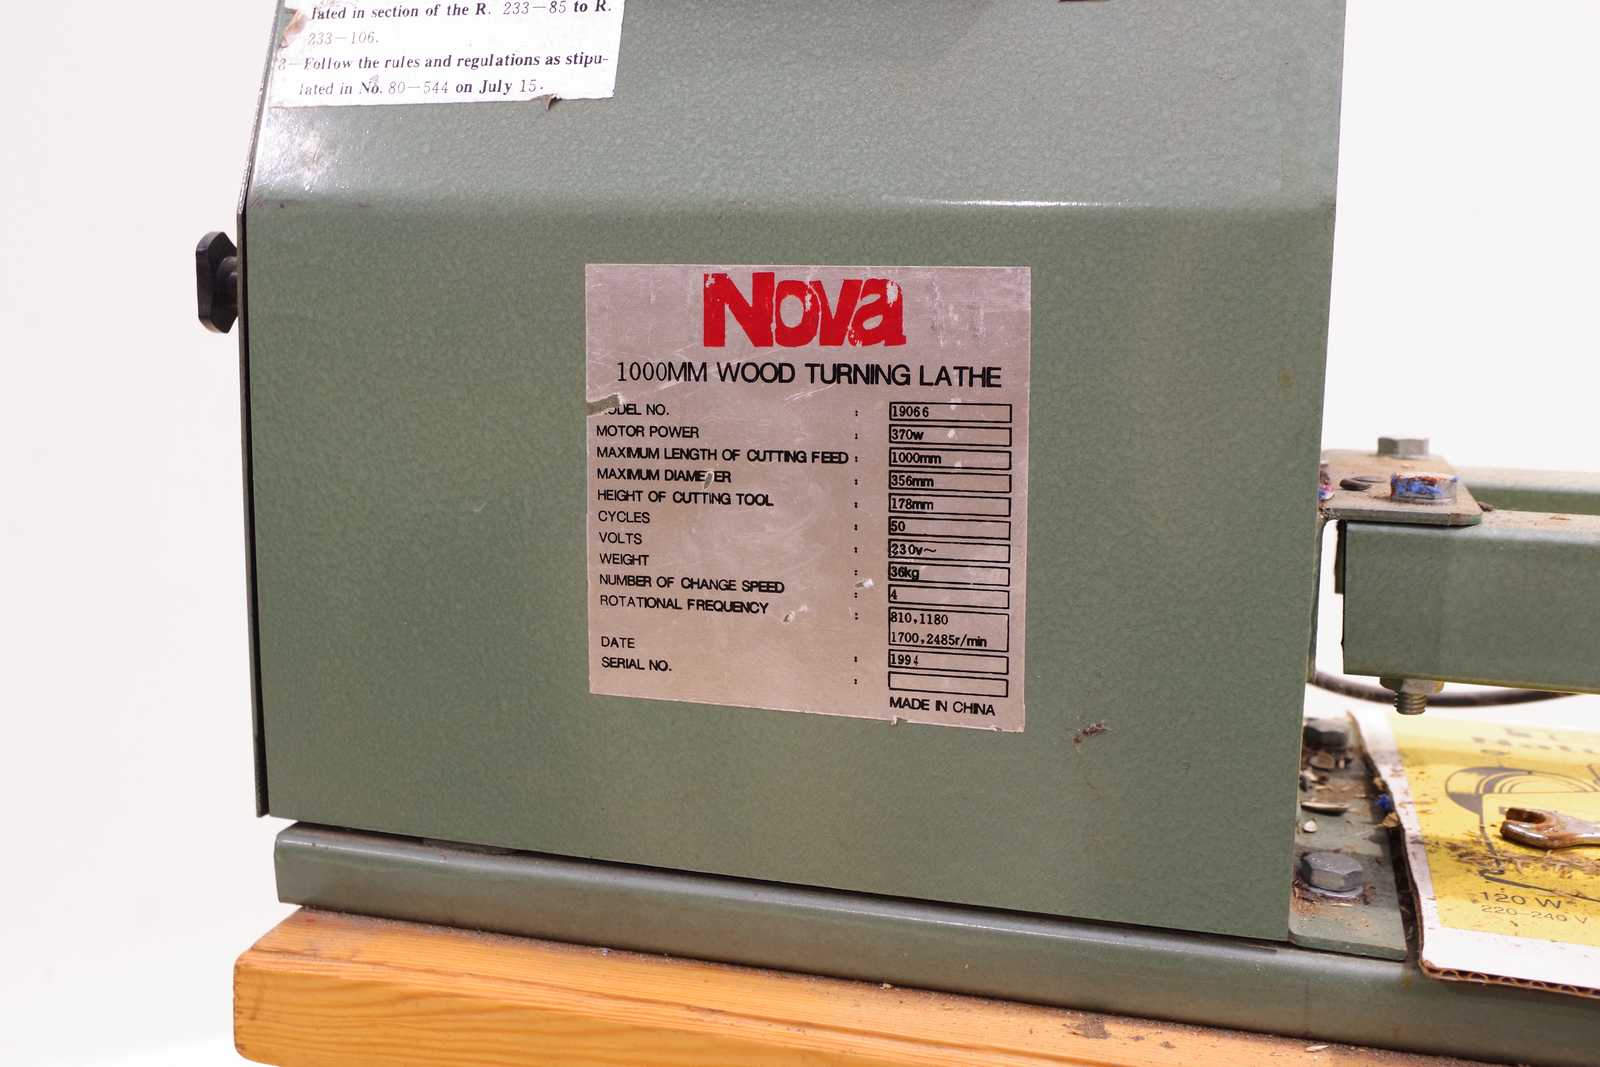 lated in section of the R. 233-85 to R.
233-106.
8-Follow the rules and regulations as stipu-
lated in No. 80-544 on July 15.
Nova
1000MM WOOD TURNING LATHE
ODEL NO. : 19066
MOTOR POWER : 370w
MAXIMUM LENGTH OF CUTTING FEED : 1000mm
MAXIMUM DIAMETER : 356mm
HEIGHT OF CUTTING TOOL : 178mm
CYCLES : 50
VOLTS : 230v~
WEIGHT : 36kg
NUMBER OF CHANGE SPEED : 4
ROTATIONAL FREQUENCY : 810,1180
1700,2485r/min
DATE : 1994
SERIAL NO. :
MADE IN CHINA
120 W
220-240 V